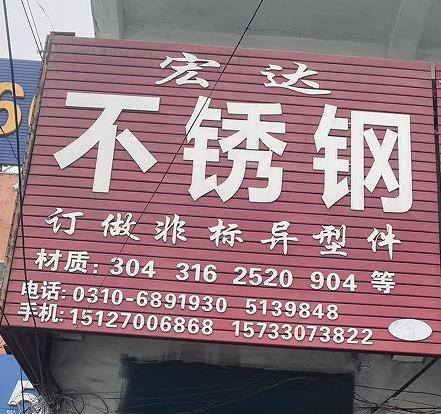 宏达
不锈钢
订做非标异型件
材质: 304 316 2520 904 等
电话: 0310-6891930 5139848
手机: 15127006868 15733073822